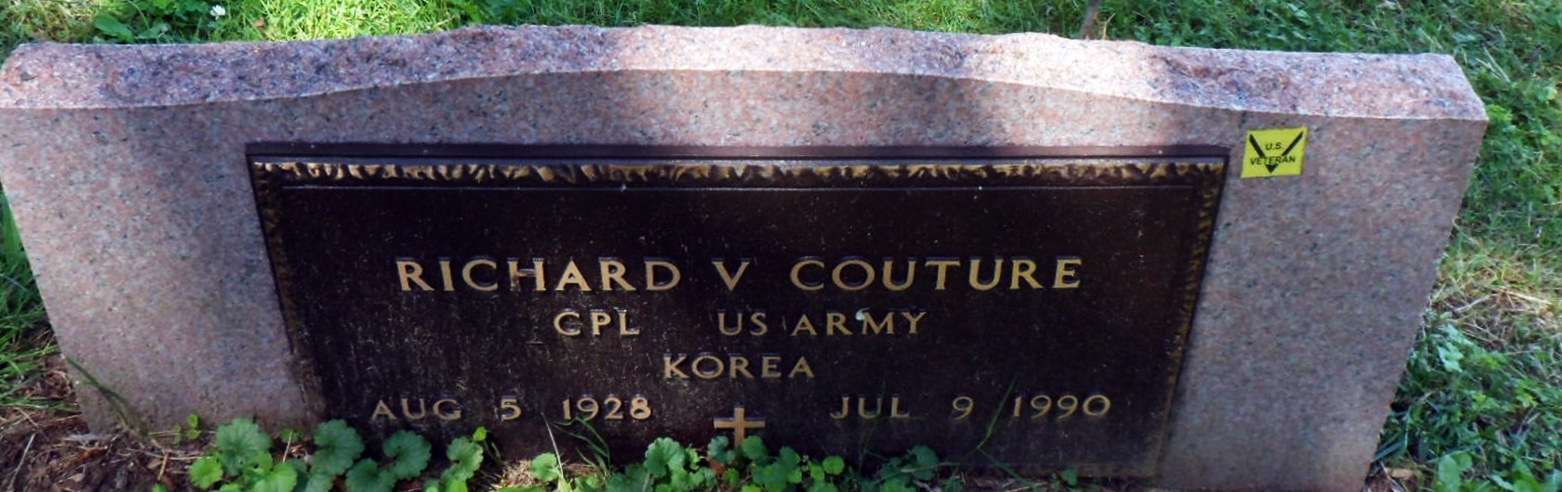 U.S.
VETERAN
RICHARD V COUTURE
CPL US ARMY
KOREA
AUG 5 1928 JUL 9 1990